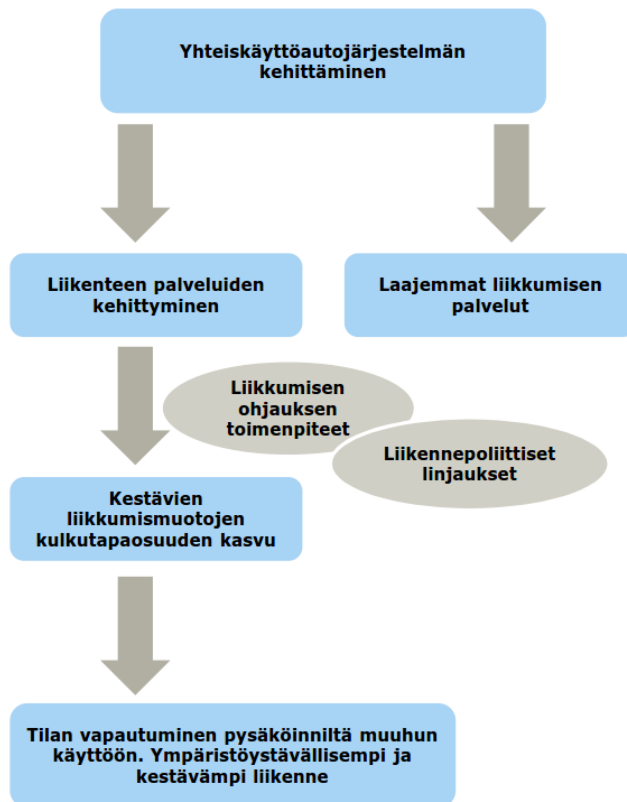 Yhteiskäyttöautojärjestelmän
kehittäminen
Liikenteen palveluiden
kehittyminen
Laajemmat liikkumisen
palvelut
Liikkumisen
ohjauksen
toimenpiteet
Liikennepoliittiset
linjaukset
Kestävien
liikkumismuotojen
kulkutapaosuuden kasvu
Tilan vapautuminen pysäköinniltä muuhun
käyttöön. Ympäristöystävällisempi ja
kestävämpi liikenne